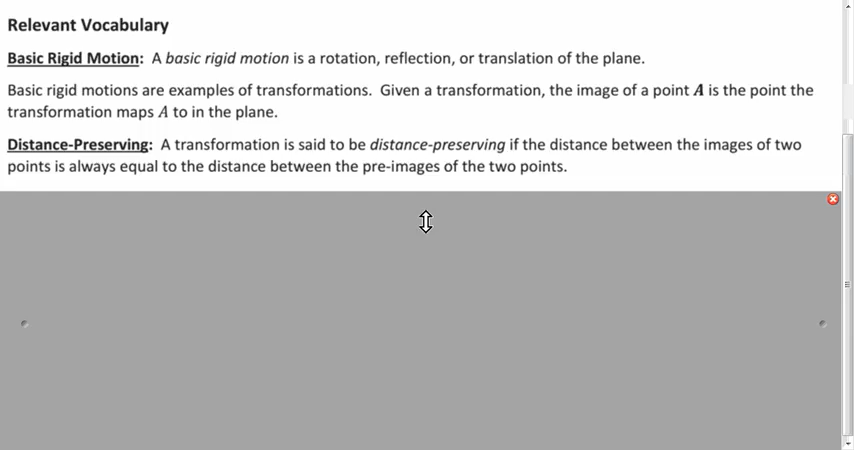 Relevant Vocabulary
Basic Rigid Motion: A basic rigid motion is a rotation, reflection, or translation of the plane.
Basic rigid motions are examples of transformations. Given a transformation, the image of a point A is the point the
transformation maps A to in the plane.
Distance-Preserving: A transformation is said to be distance-preserving if the distance between the images of two
points is always equal to the distance between the pre-images of the two points.